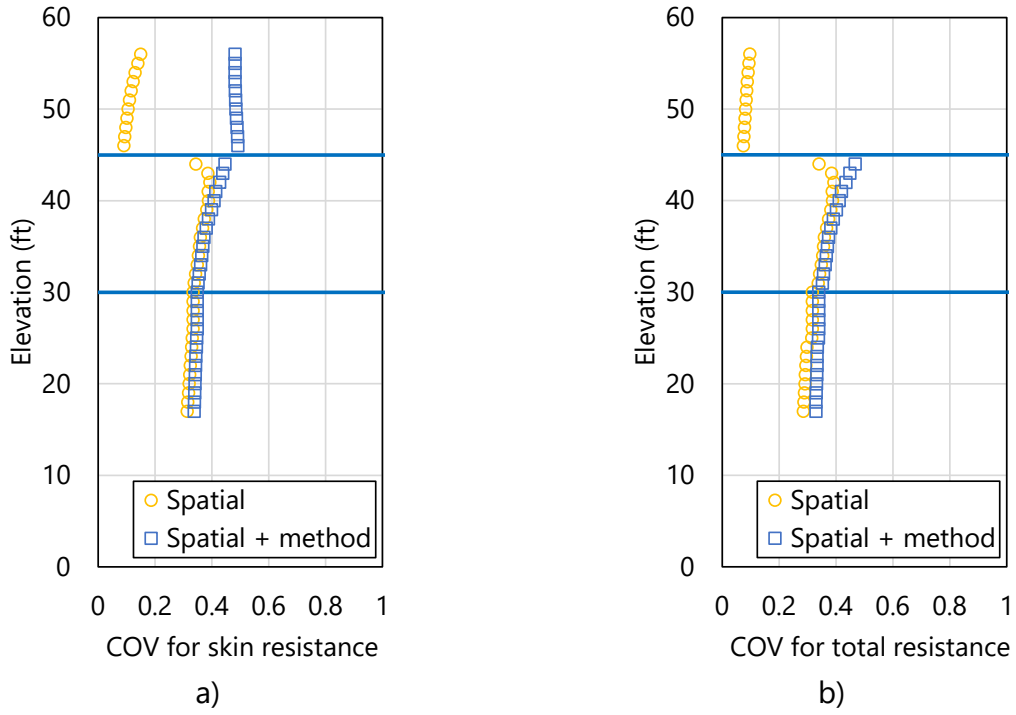 60
50
40
30
20
10
0
Elevation (ft)
Spatial
Spatial + method
0 0.2 0.4 0.6 0.8 1
COV for skin resistance
a)
60
50
40
30
20
10
0
Elevation (ft)
Spatial
Spatial + method
0 0.2 0.4 0.6 0.8 1
COV for total resistance
b)